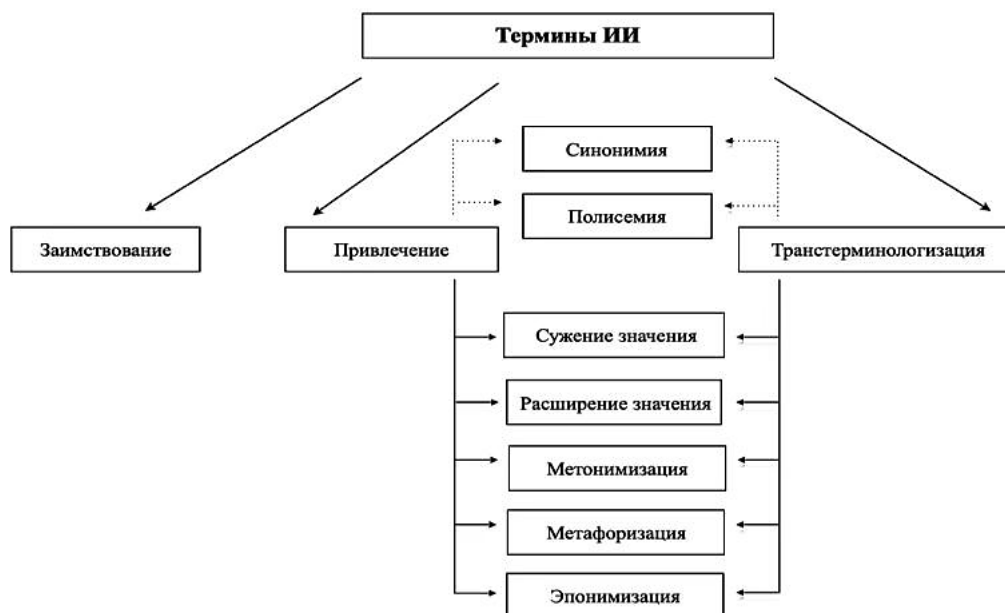 Термины ИИ
Синонимия
Полисемия
Заимствование
Привлечение
Транстерминологизация
Сужение значения
Расширение значения
Метонимизация
Метафоризация
Эпонимизация